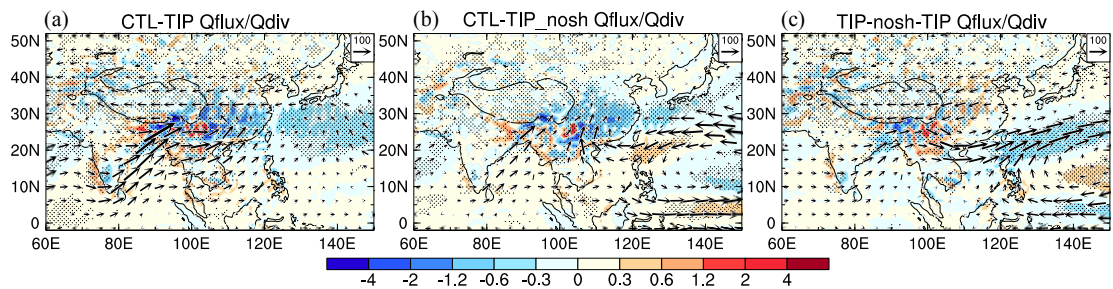 (a) CTL-TIP Qflux/Qdiv
(b) CTL-TIP_nosh Qflux/Qdiv
(c) TIP-nosh-TIP Qflux/Qdiv
100
100
100
50N
40N
30N
20N
10N
0
50N
40N
30N
20N
10N
0
50N
40N
30N
20N
10N
0
60E 80E 100E 120E 140E
60E 80E 100E 120E 140E
60E 80E 100E 120E 140E
-4 -2 -1.2 -0.6 -0.3 0 0.3 0.6 1.2 2 4